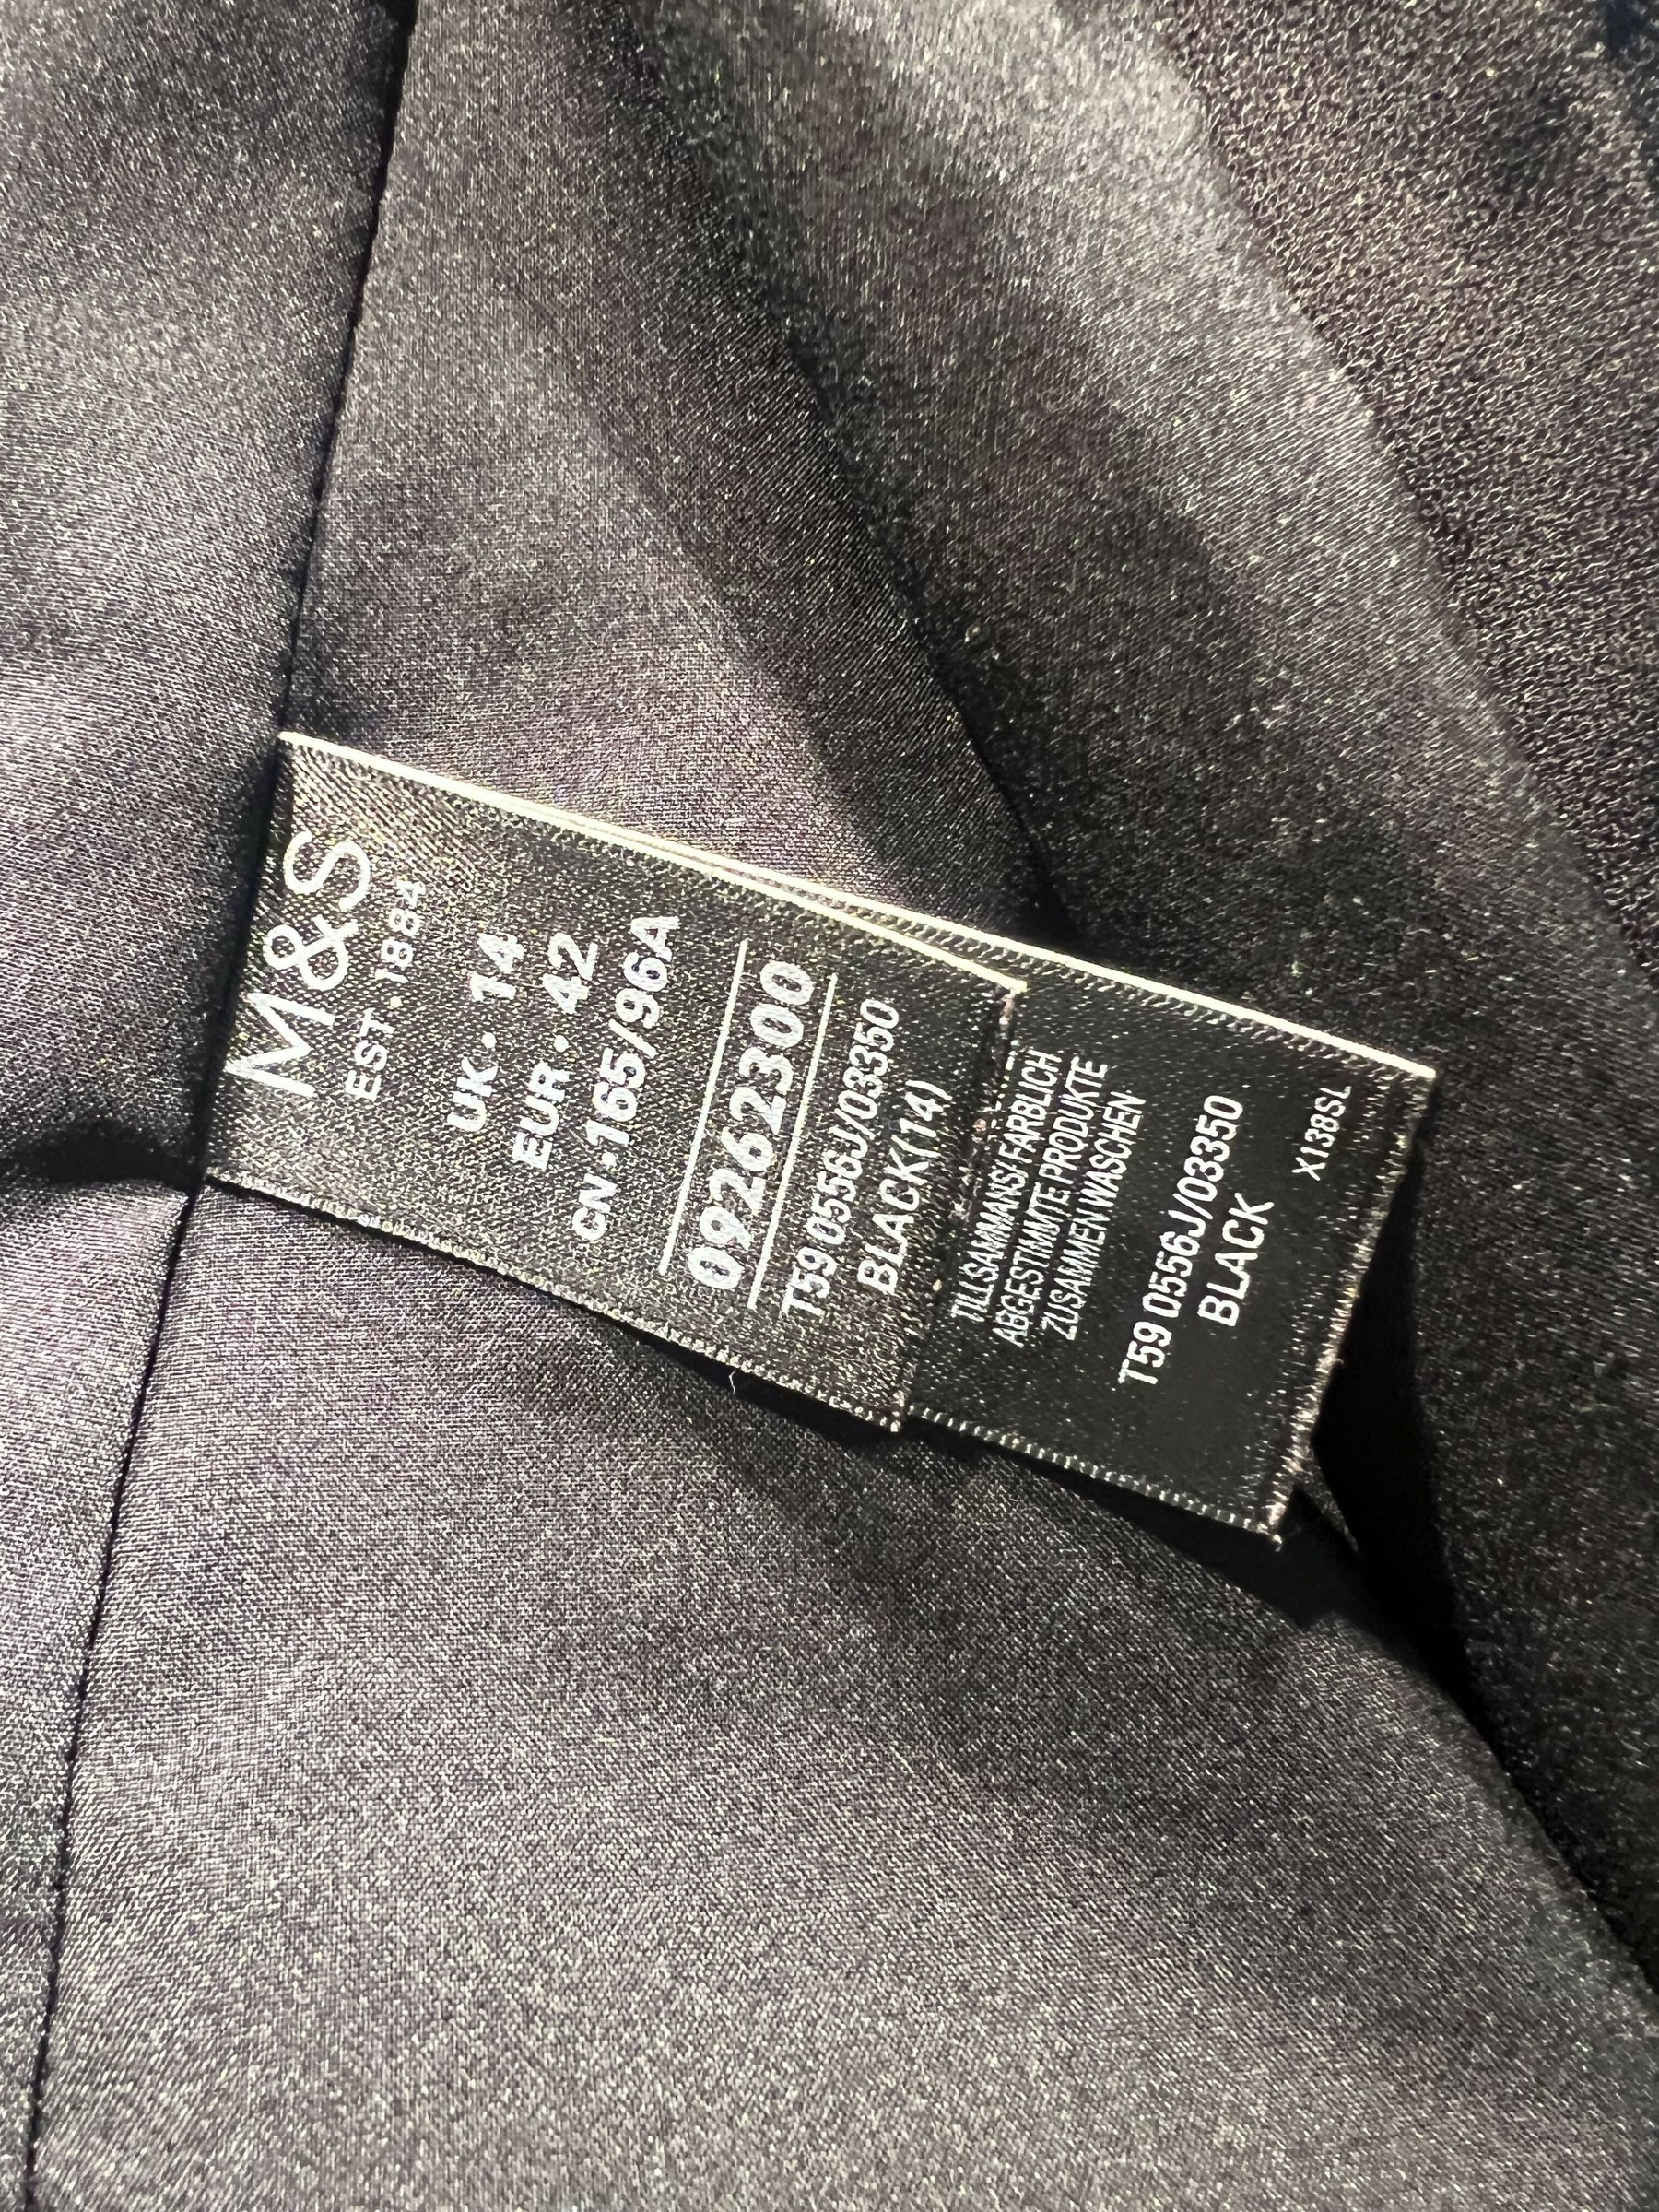 M&S
EST. 1884
UK. 14
EUR. 42
CN.165/96A
09262300
T59 0556J/03350
BLACK(14)
TILLSAMMANS/ FARBLICH
ABGESTIMMTE PRODUKTE
ZUSAMMEN WASCHEN
T59 0556J/03350
BLACK
X138SL